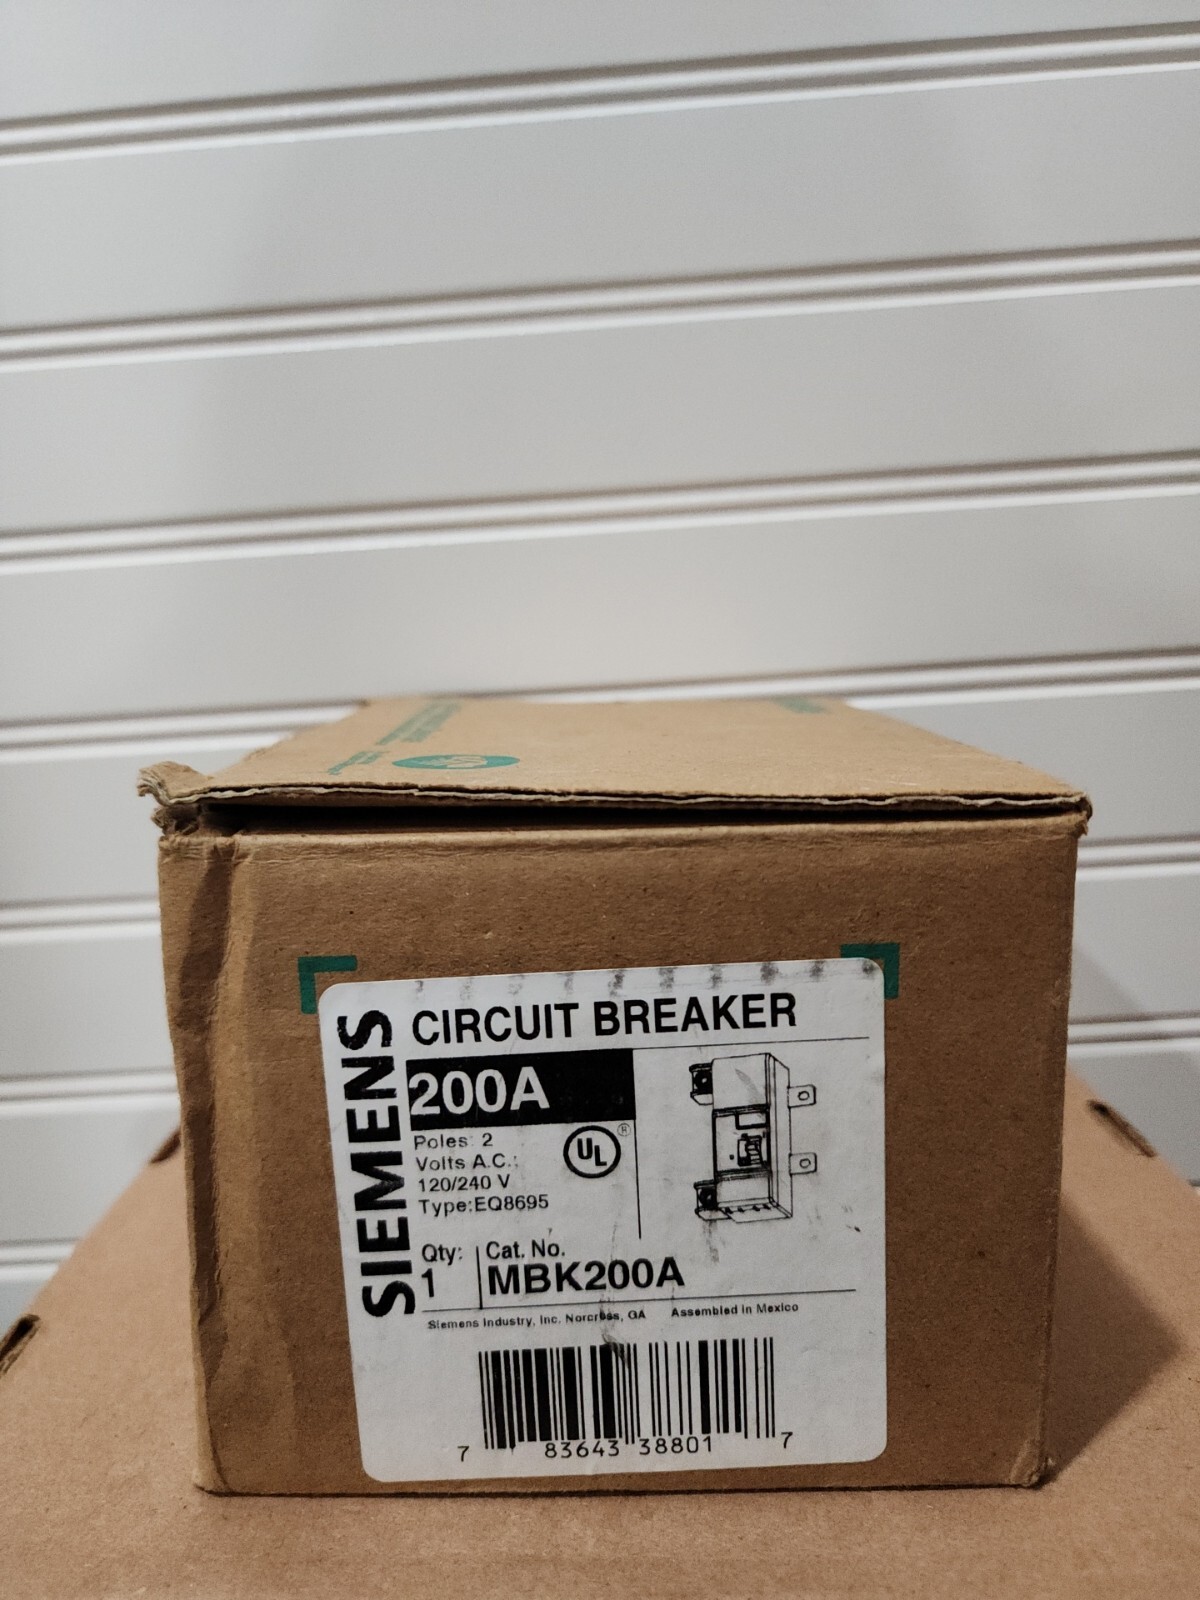 SIEMENS
CIRCUIT BREAKER
200A
Poles: 2
Volts A.C.:
120/240 V
Type:EQ8695
UL®
Qty:
1
Cat. No.
MBK200A
Siemens Industry, Inc. Norcross, GA Assembled in Mexico
7 83643 38801 7